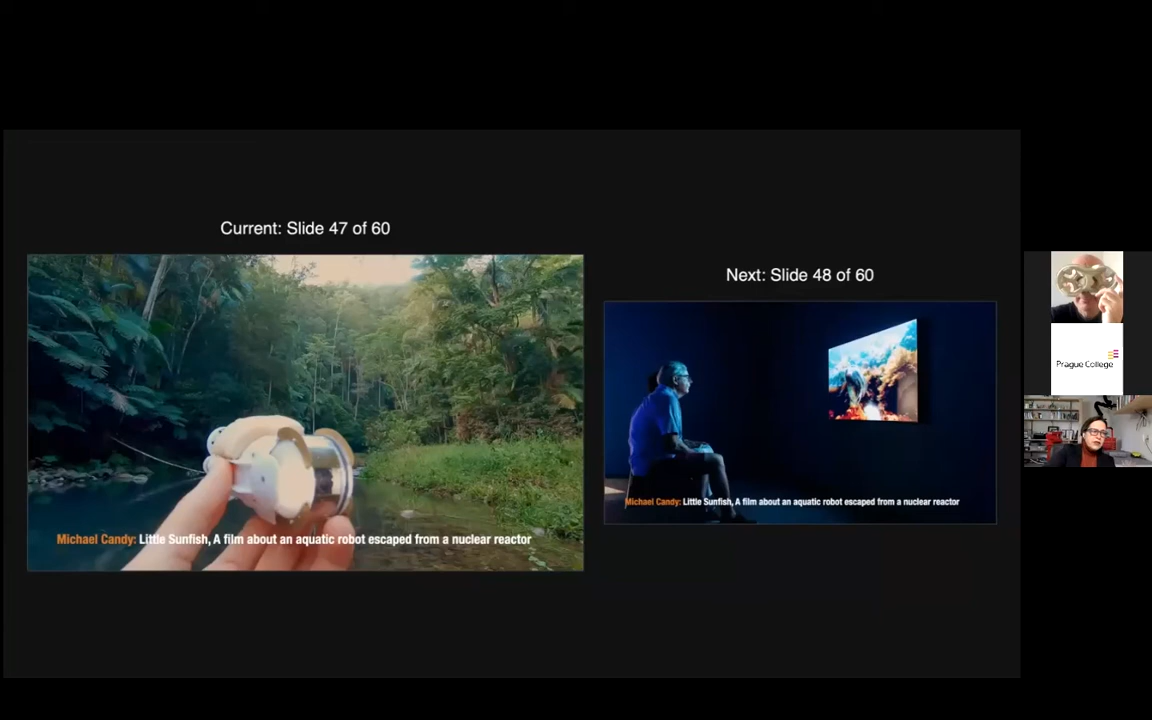 Current: Slide 47 of 60
Michael Candy: Little Sunfish, A film about an aquatic robot escaped from a nuclear reactor
Next: Slide 48 of 60
Michael Candy: Little Sunfish, A film about an aquatic robot escaped from a nuclear reactor
Prague College